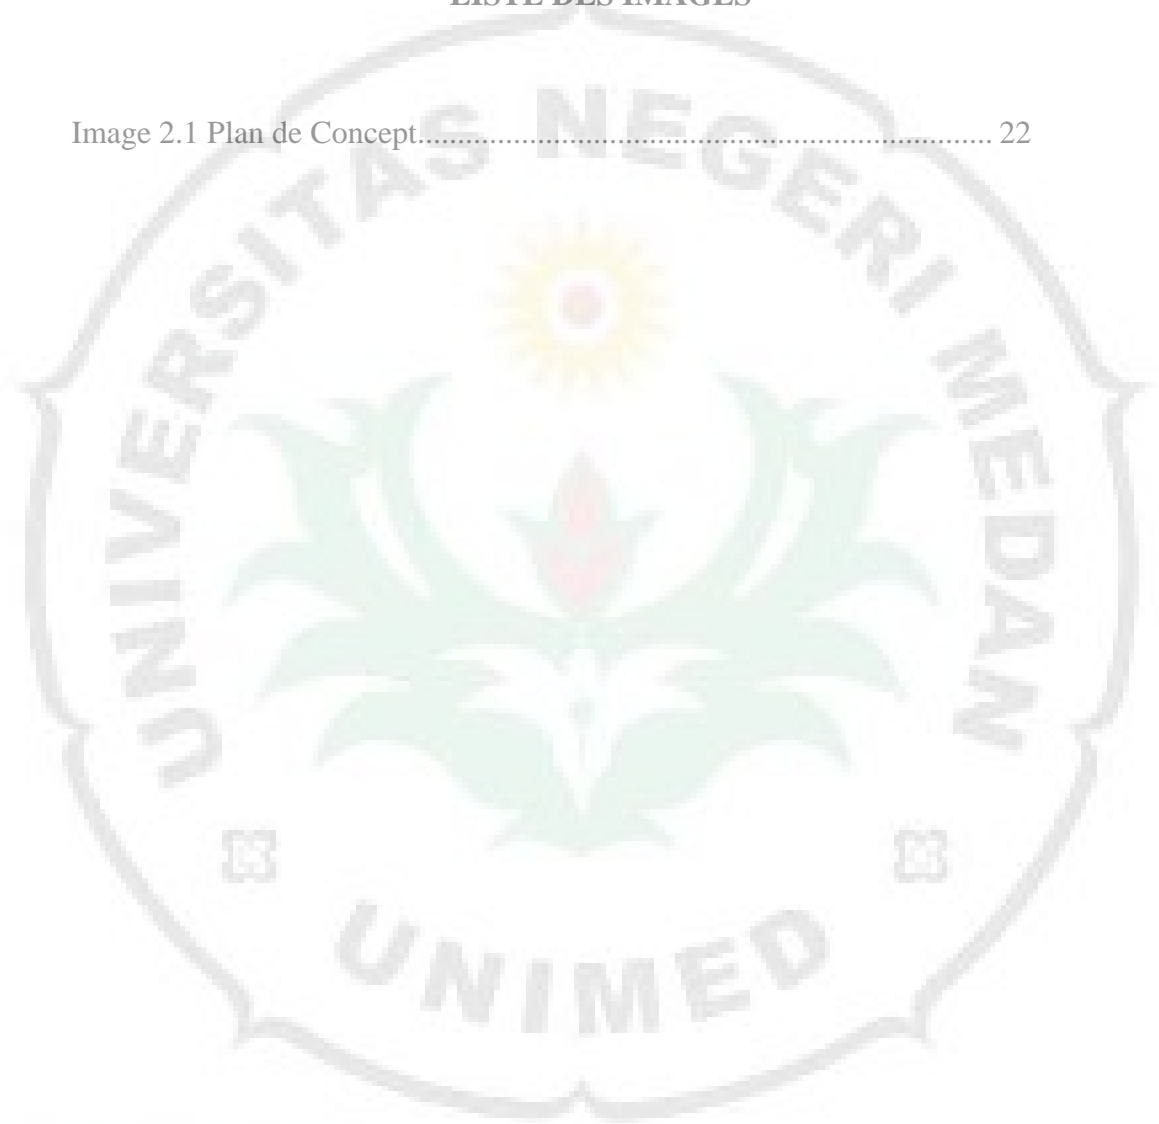 LISTE DES IMAGES
Image 2.1 Plan de Concept....................................................................... 22
UNIVERSITAS NEGERI MEDAN
UNIMED